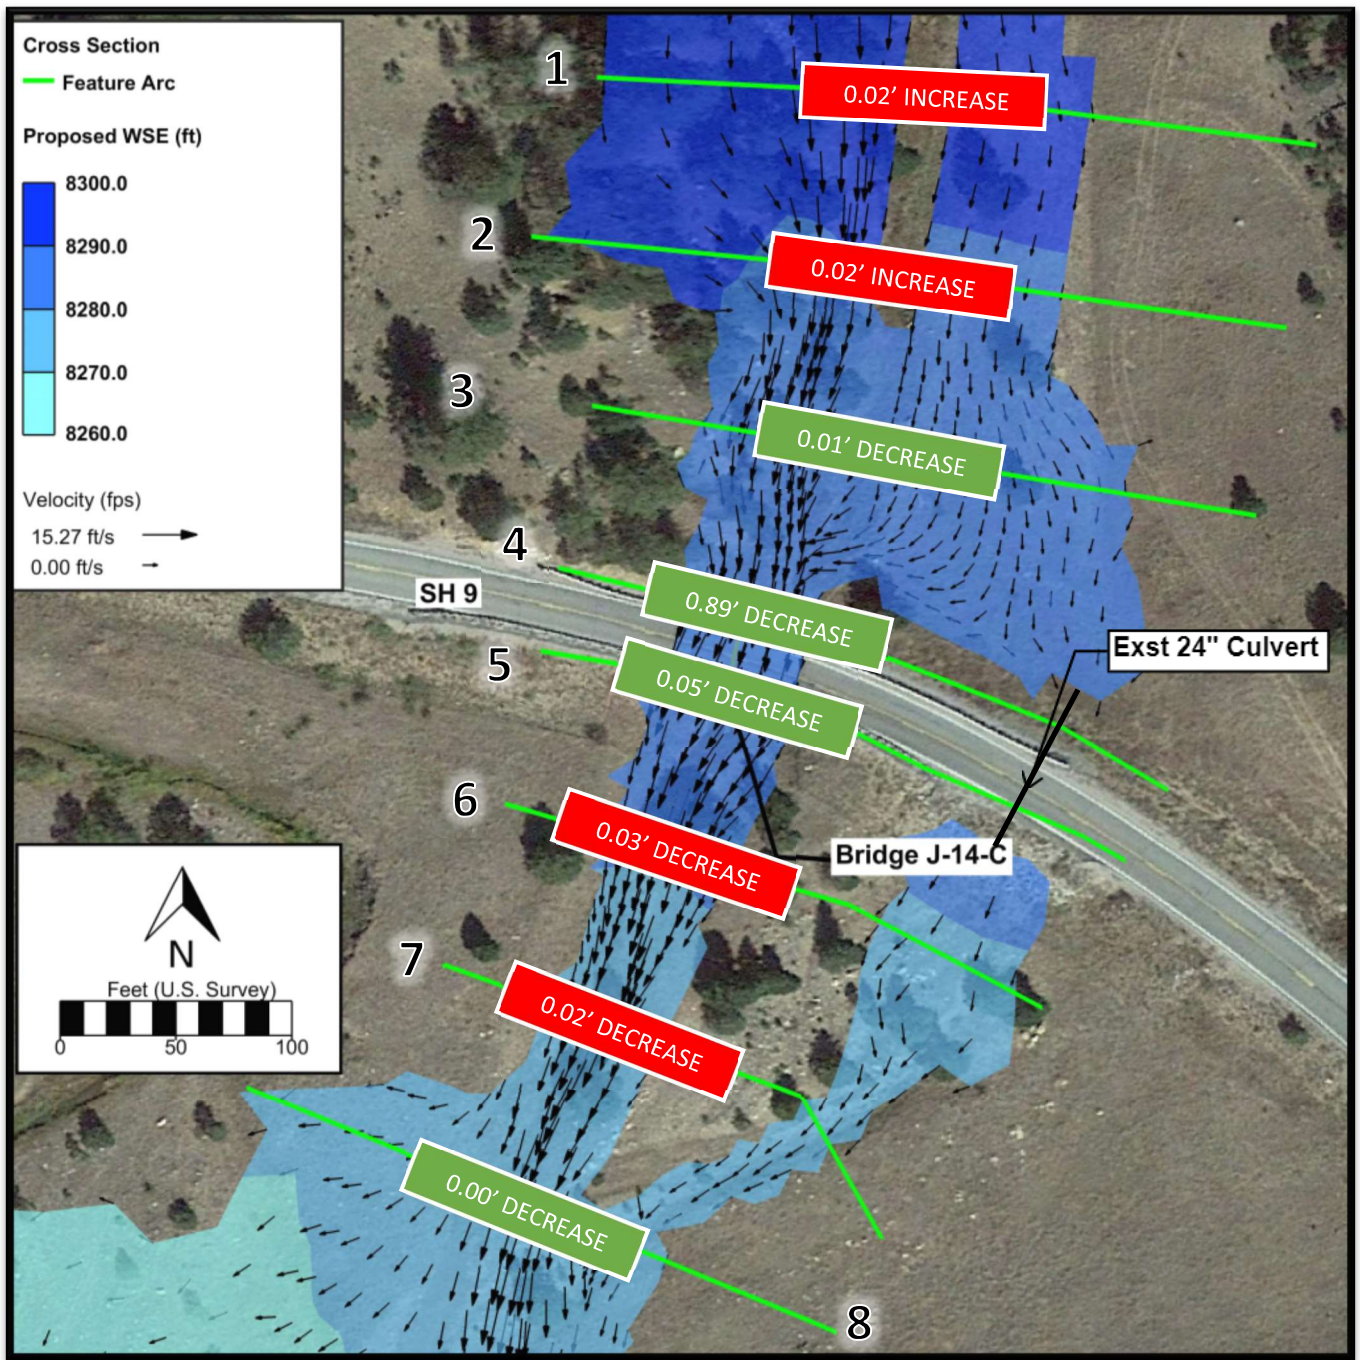 Cross Section
Feature Arc
Proposed WSE (ft)
8300.0
8290.0
8280.0
8270.0
8260.0
Velocity (fps)
15.27 ft/s
0.00 ft/s
1
0.02' INCREASE
2
0.02' INCREASE
3
0.01' DECREASE
4
0.89' DECREASE
SH 9
5
0.05' DECREASE
Exst 24" Culvert
6
0.03' DECREASE
Bridge J-14-C
7
0.02' DECREASE
N
Feet (U.S. Survey)
0 50 100
0.00' DECREASE
8